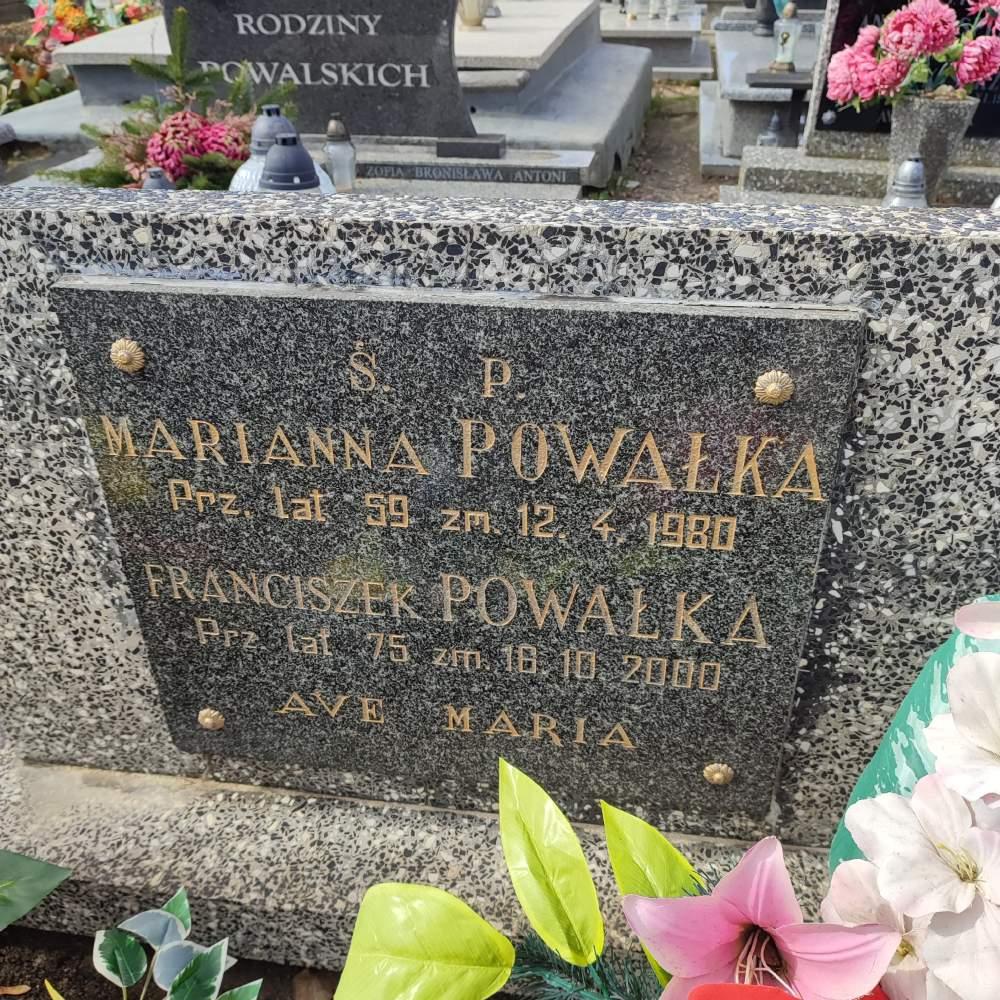 RODZINY
POWALSKICH
ZOFIA BRONISŁAWA ANTONI
Ś. P.
MARIANNA POWAŁKA
Prz. lat 59 zm. 12. 4. 1980
FRANCISZEK POWAŁKA
Prz lat 75 zm. 18. 10. 2000
AVE MARIA